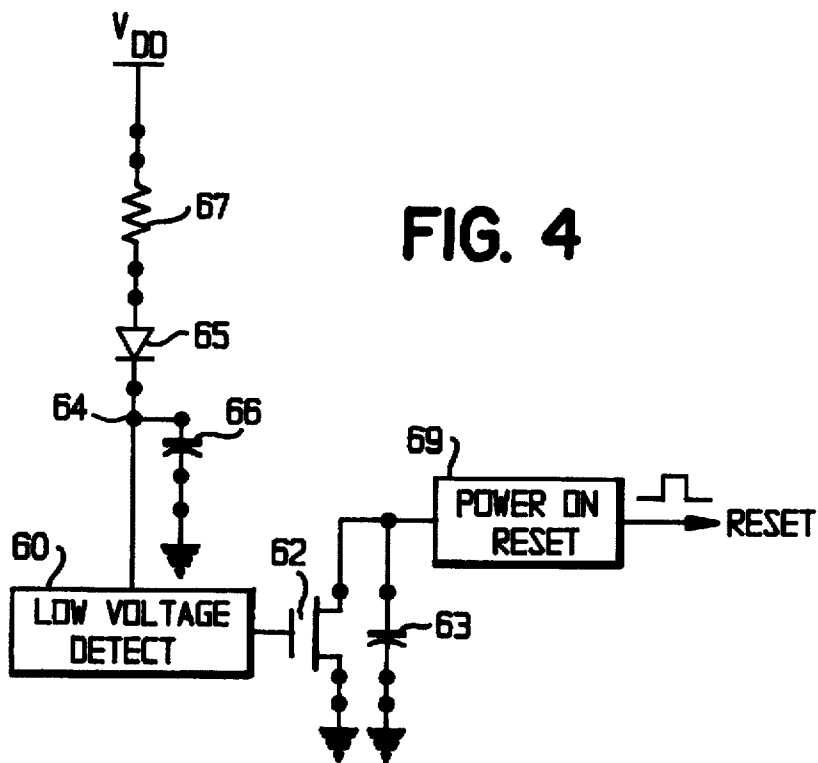 VDD
67
FIG. 4
65
64
66
69
POWER ON
RESET
RESET
60
62
LOW VOLTAGE
DETECT
63